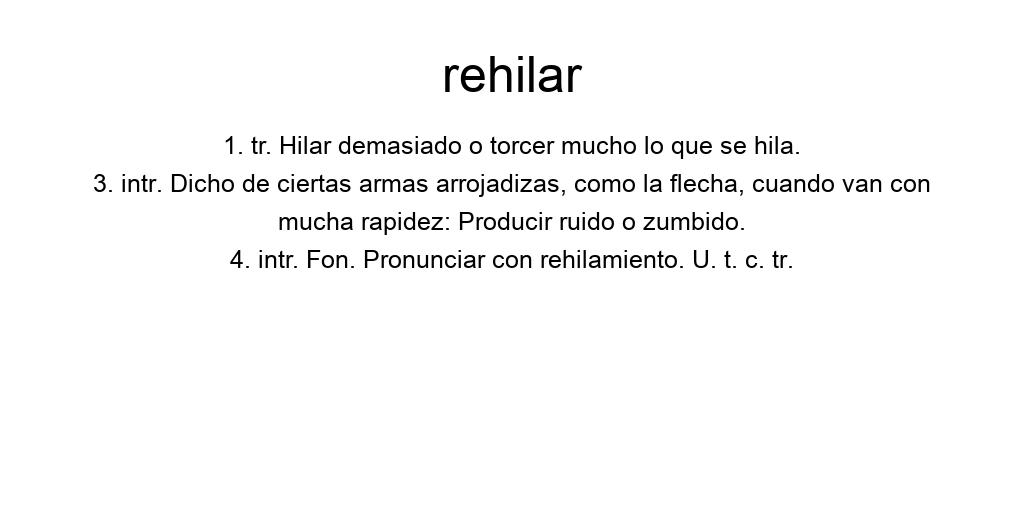 rehilar
1. tr. Hilar demasiado o torcer mucho lo que se hila.
3. intr. Dicho de ciertas armas arrojadizas, como la flecha, cuando van con
mucha rapidez: Producir ruido o zumbido.
4. intr. Fon. Pronunciar con rehilamiento. U. t. c. tr.